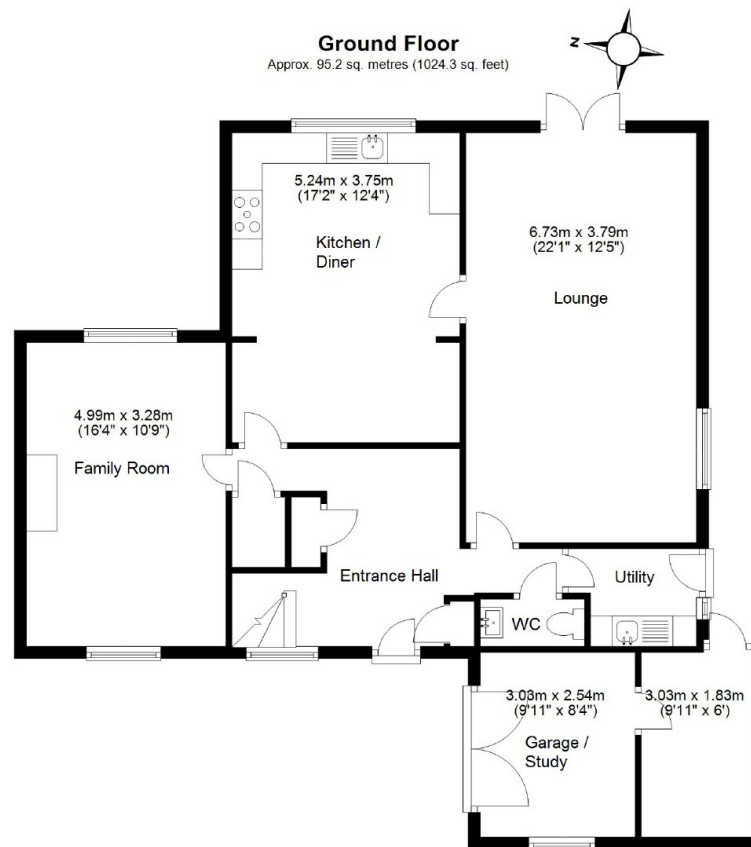 Ground Floor
Approx. 95.2 sq. metres (1024.3 sq. feet)
N
5.24m x 3.75m
(17'2" x 12'4")
Kitchen /
Diner
6.73m x 3.79m
(22'1" x 12'5")
Lounge
4.99m x 3.28m
(16'4" x 10'9")
Family Room
Entrance Hall
Utility
WC
3.03m x 2.54m
(9'11" x 8'4")
Garage /
Study
3.03m x 1.83m
(9'11" x 6')